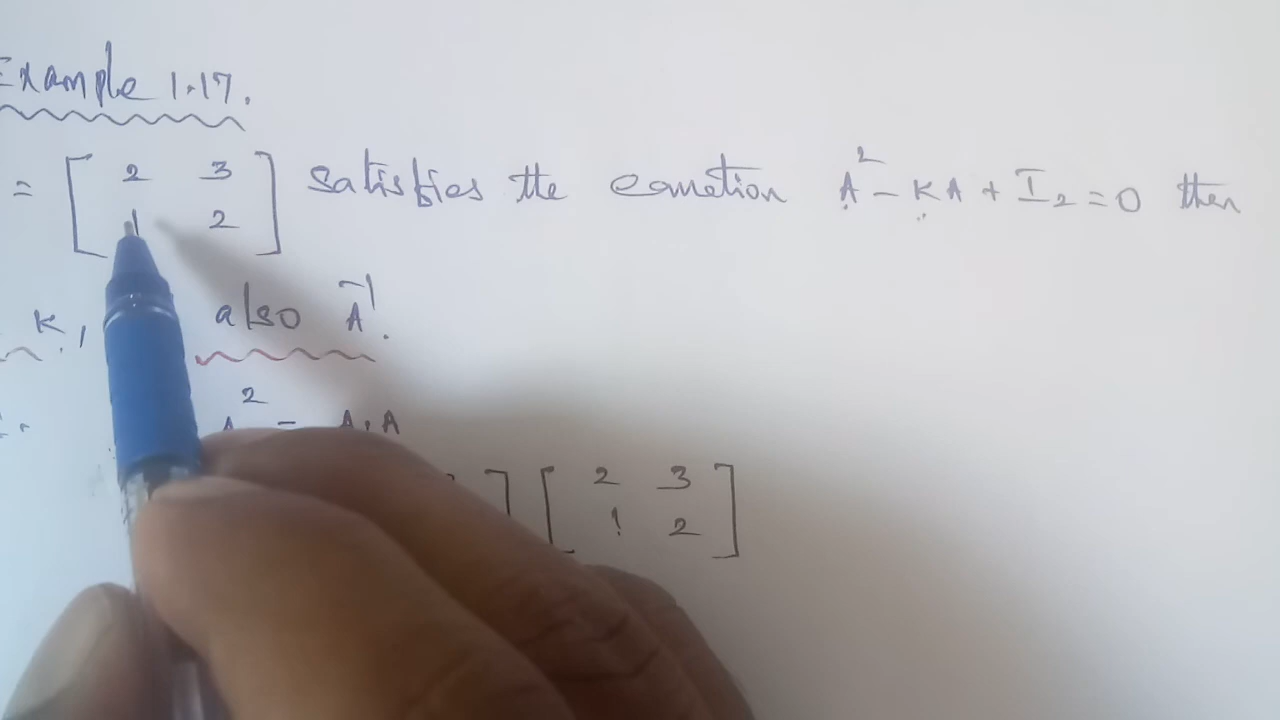 Example 1.17.
= [ 2 3 ] satisfies the equation A² - KA + I₂ = 0 then
1 2
K, also A⁻¹.
A² = A.A
] [ 2 3 ]
1 2